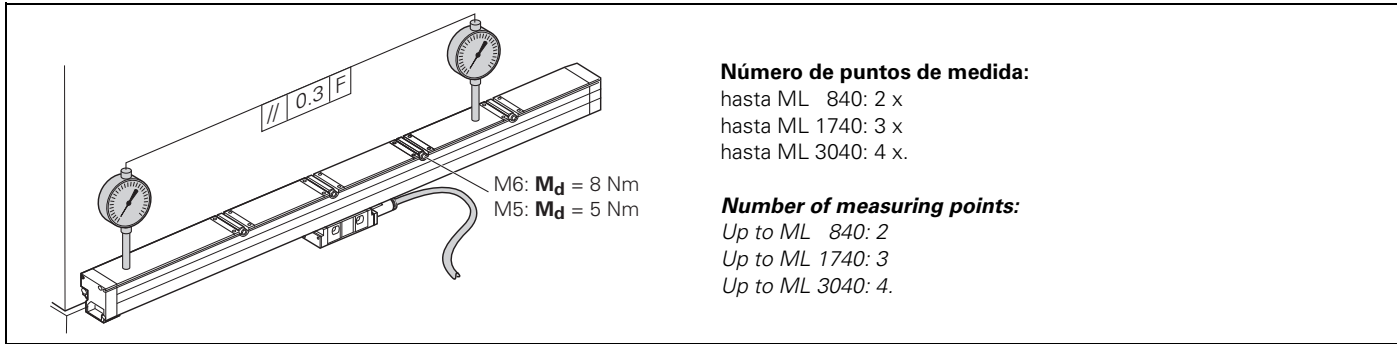 // 0.3 F
M6: Md = 8 Nm
M5: Md = 5 Nm
Número de puntos de medida:
hasta ML 840: 2 x
hasta ML 1740: 3 x
hasta ML 3040: 4 x.
Number of measuring points:
Up to ML 840: 2
Up to ML 1740: 3
Up to ML 3040: 4.